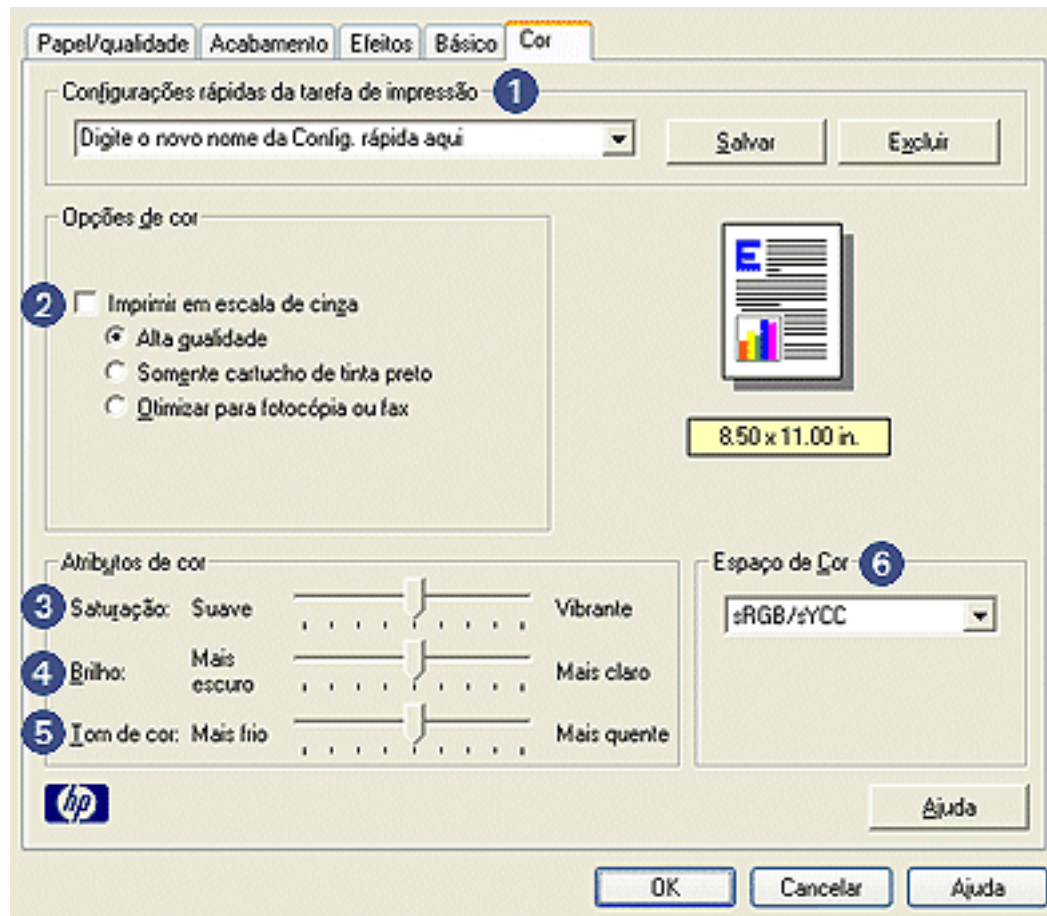 Papel/qualidade Acabamento Efeitos Básico Cor
Configurações rápidas da tarefa de impressão 1
Digite o novo nome da Config. rápida aqui Salvar Excluir
Opções de cor
E
2 Imprimir em escala de cinza
Alta qualidade
Somente cartucho de tinta preto
Otimizar para fotocópia ou fax
8.50 x 11.00 in.
Atributos de cor
3 Saturação: Suave Vibrante
4 Brilho: Mais escuro Mais claro
5 Tom de cor: Mais frio Mais quente
Espaço de Cor 6
sRGB/sYCC
hp
Ajuda
OK Cancelar Ajuda